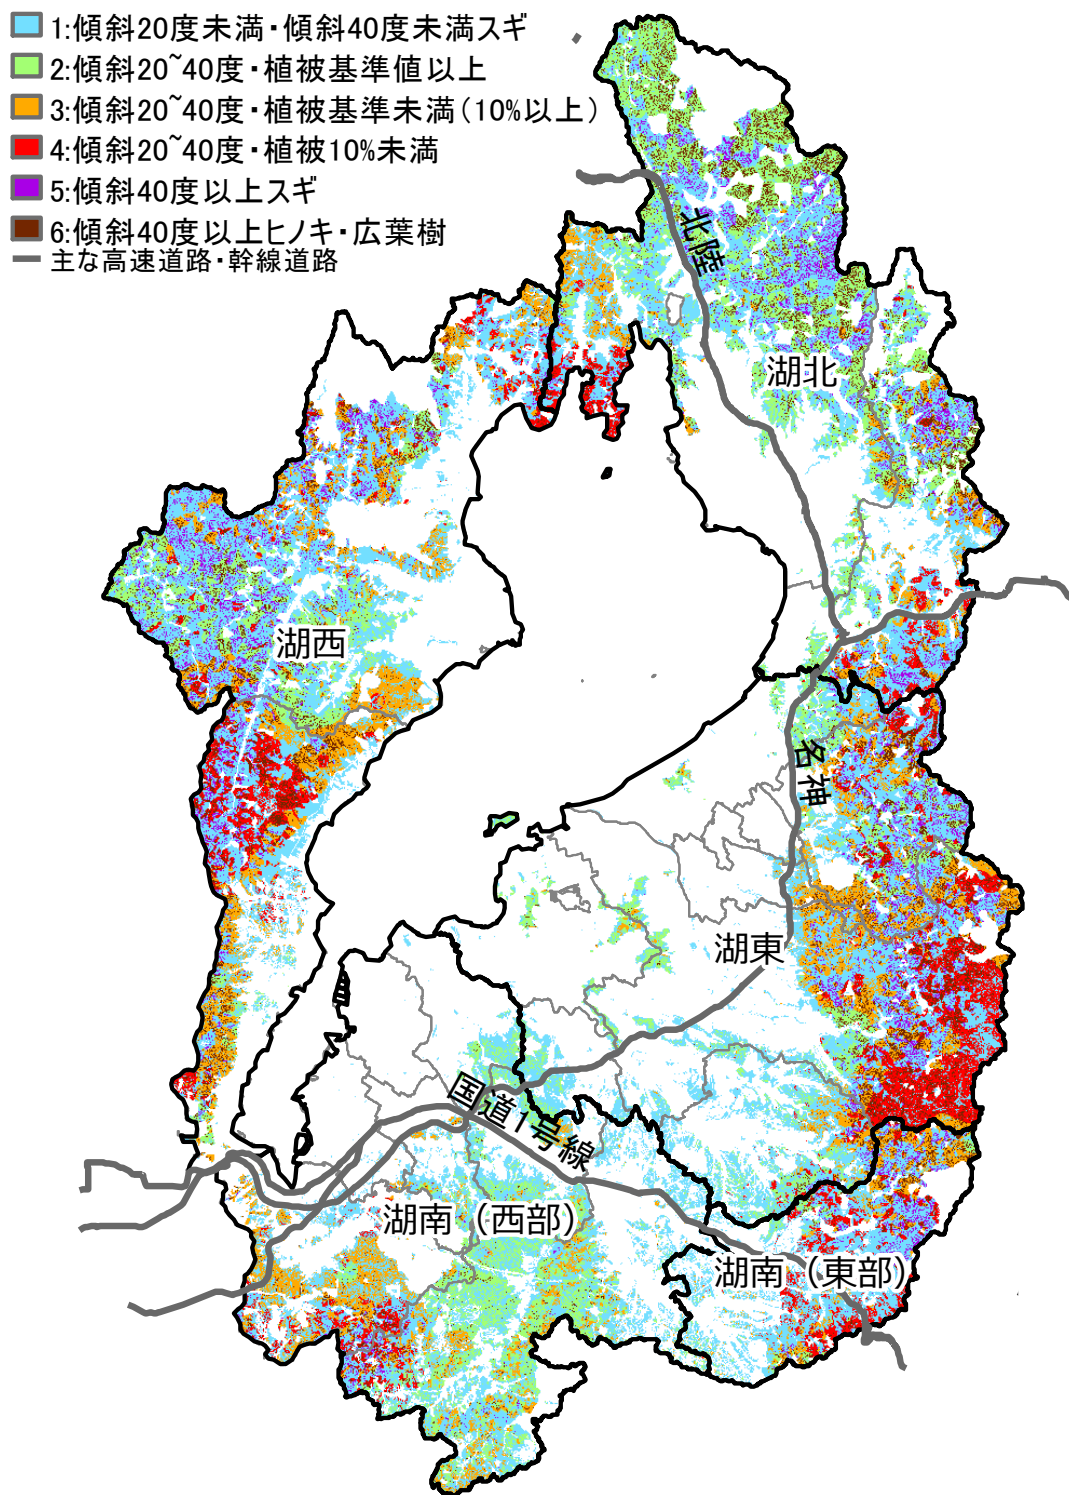 1:傾斜20度未満・傾斜40度未満スギ
2:傾斜20~40度・植被基準値以上
3:傾斜20~40度・植被基準未満(10%以上)
4:傾斜20~40度・植被10%未満
5:傾斜40度以上スギ
6:傾斜40度以上ヒノキ・広葉樹
主な高速道路・幹線道路
北陸
湖北
湖西
名神
湖東
国道1号線
湖南（西部）
湖南（東部）